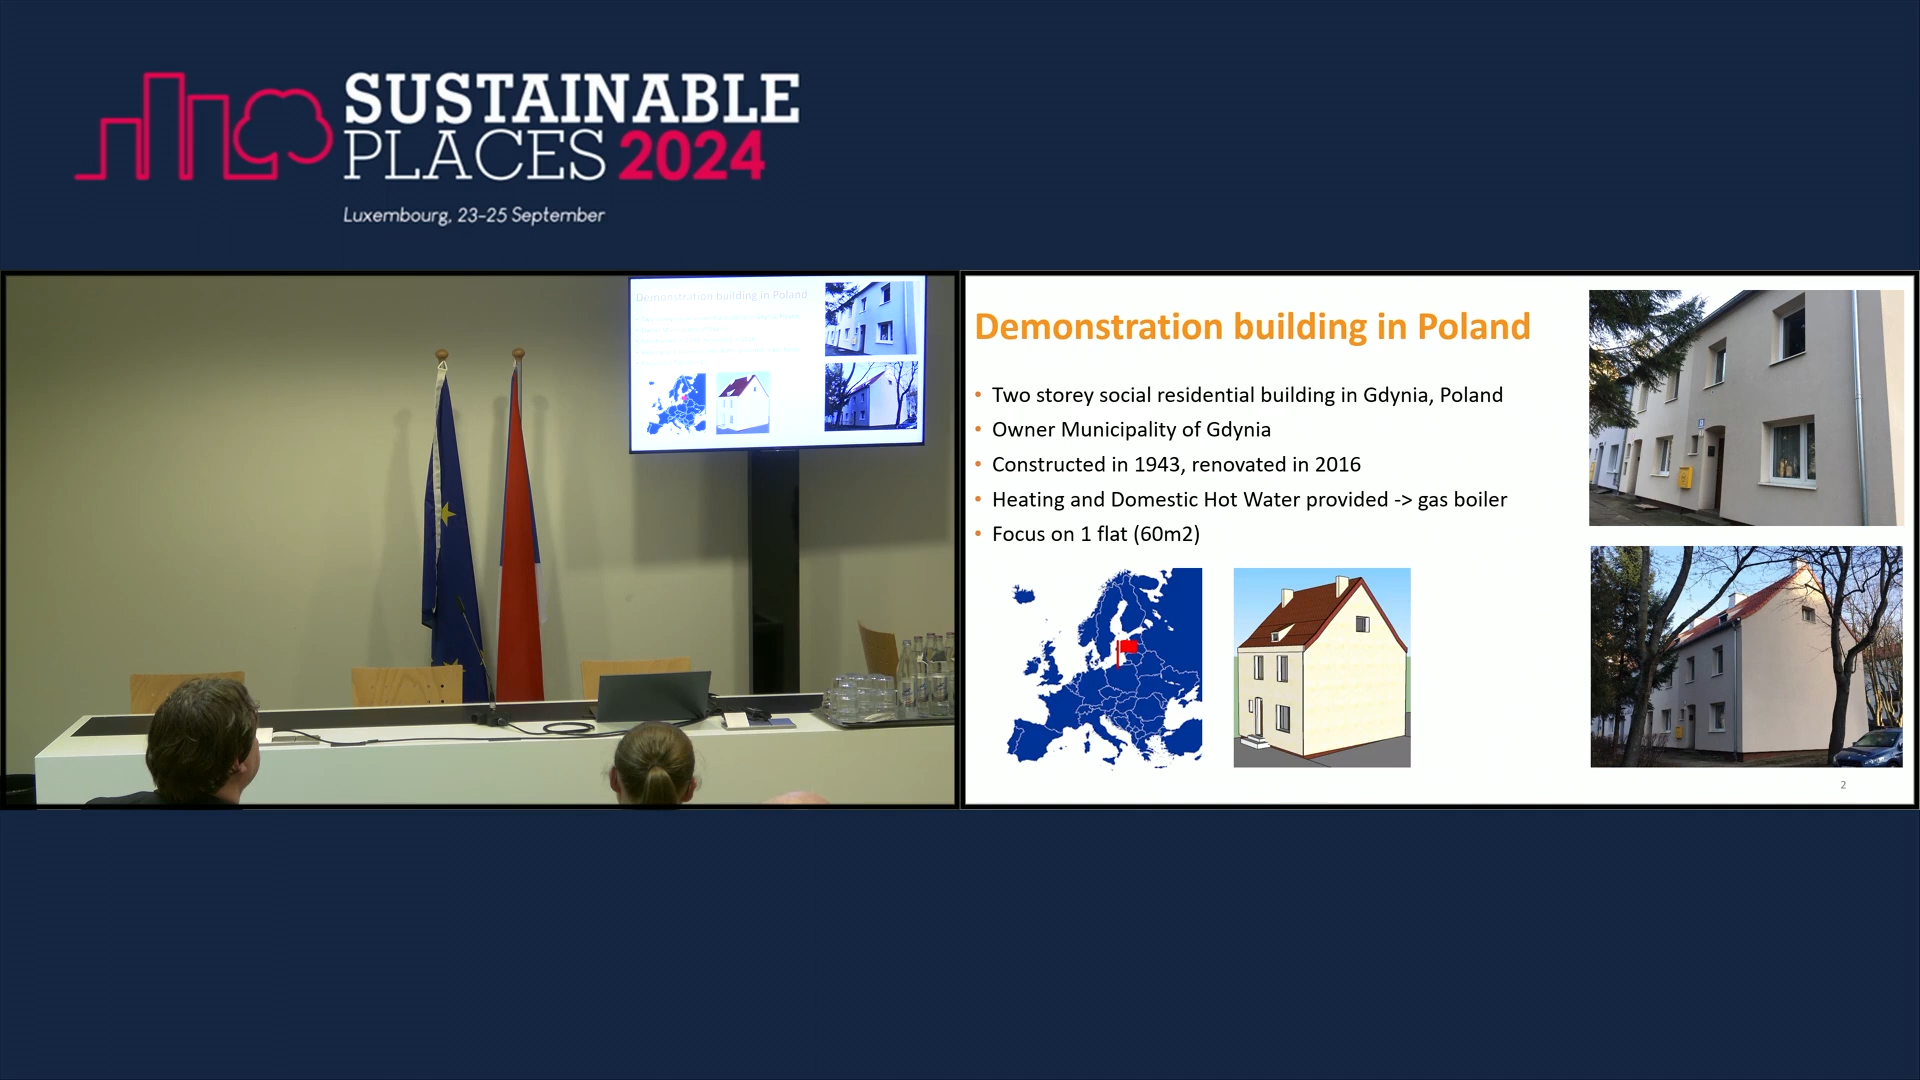 SUSTAINABLE
PLACES 2024
Luxembourg, 23-25 September
Demonstration building in Poland
Demonstration building in Poland
• Two storey social residential building in Gdynia, Poland
• Owner Municipality of Gdynia
• Constructed in 1943, renovated in 2016
• Heating and Domestic Hot Water provided -> gas boiler
• Focus on 1 flat (60m2)
2